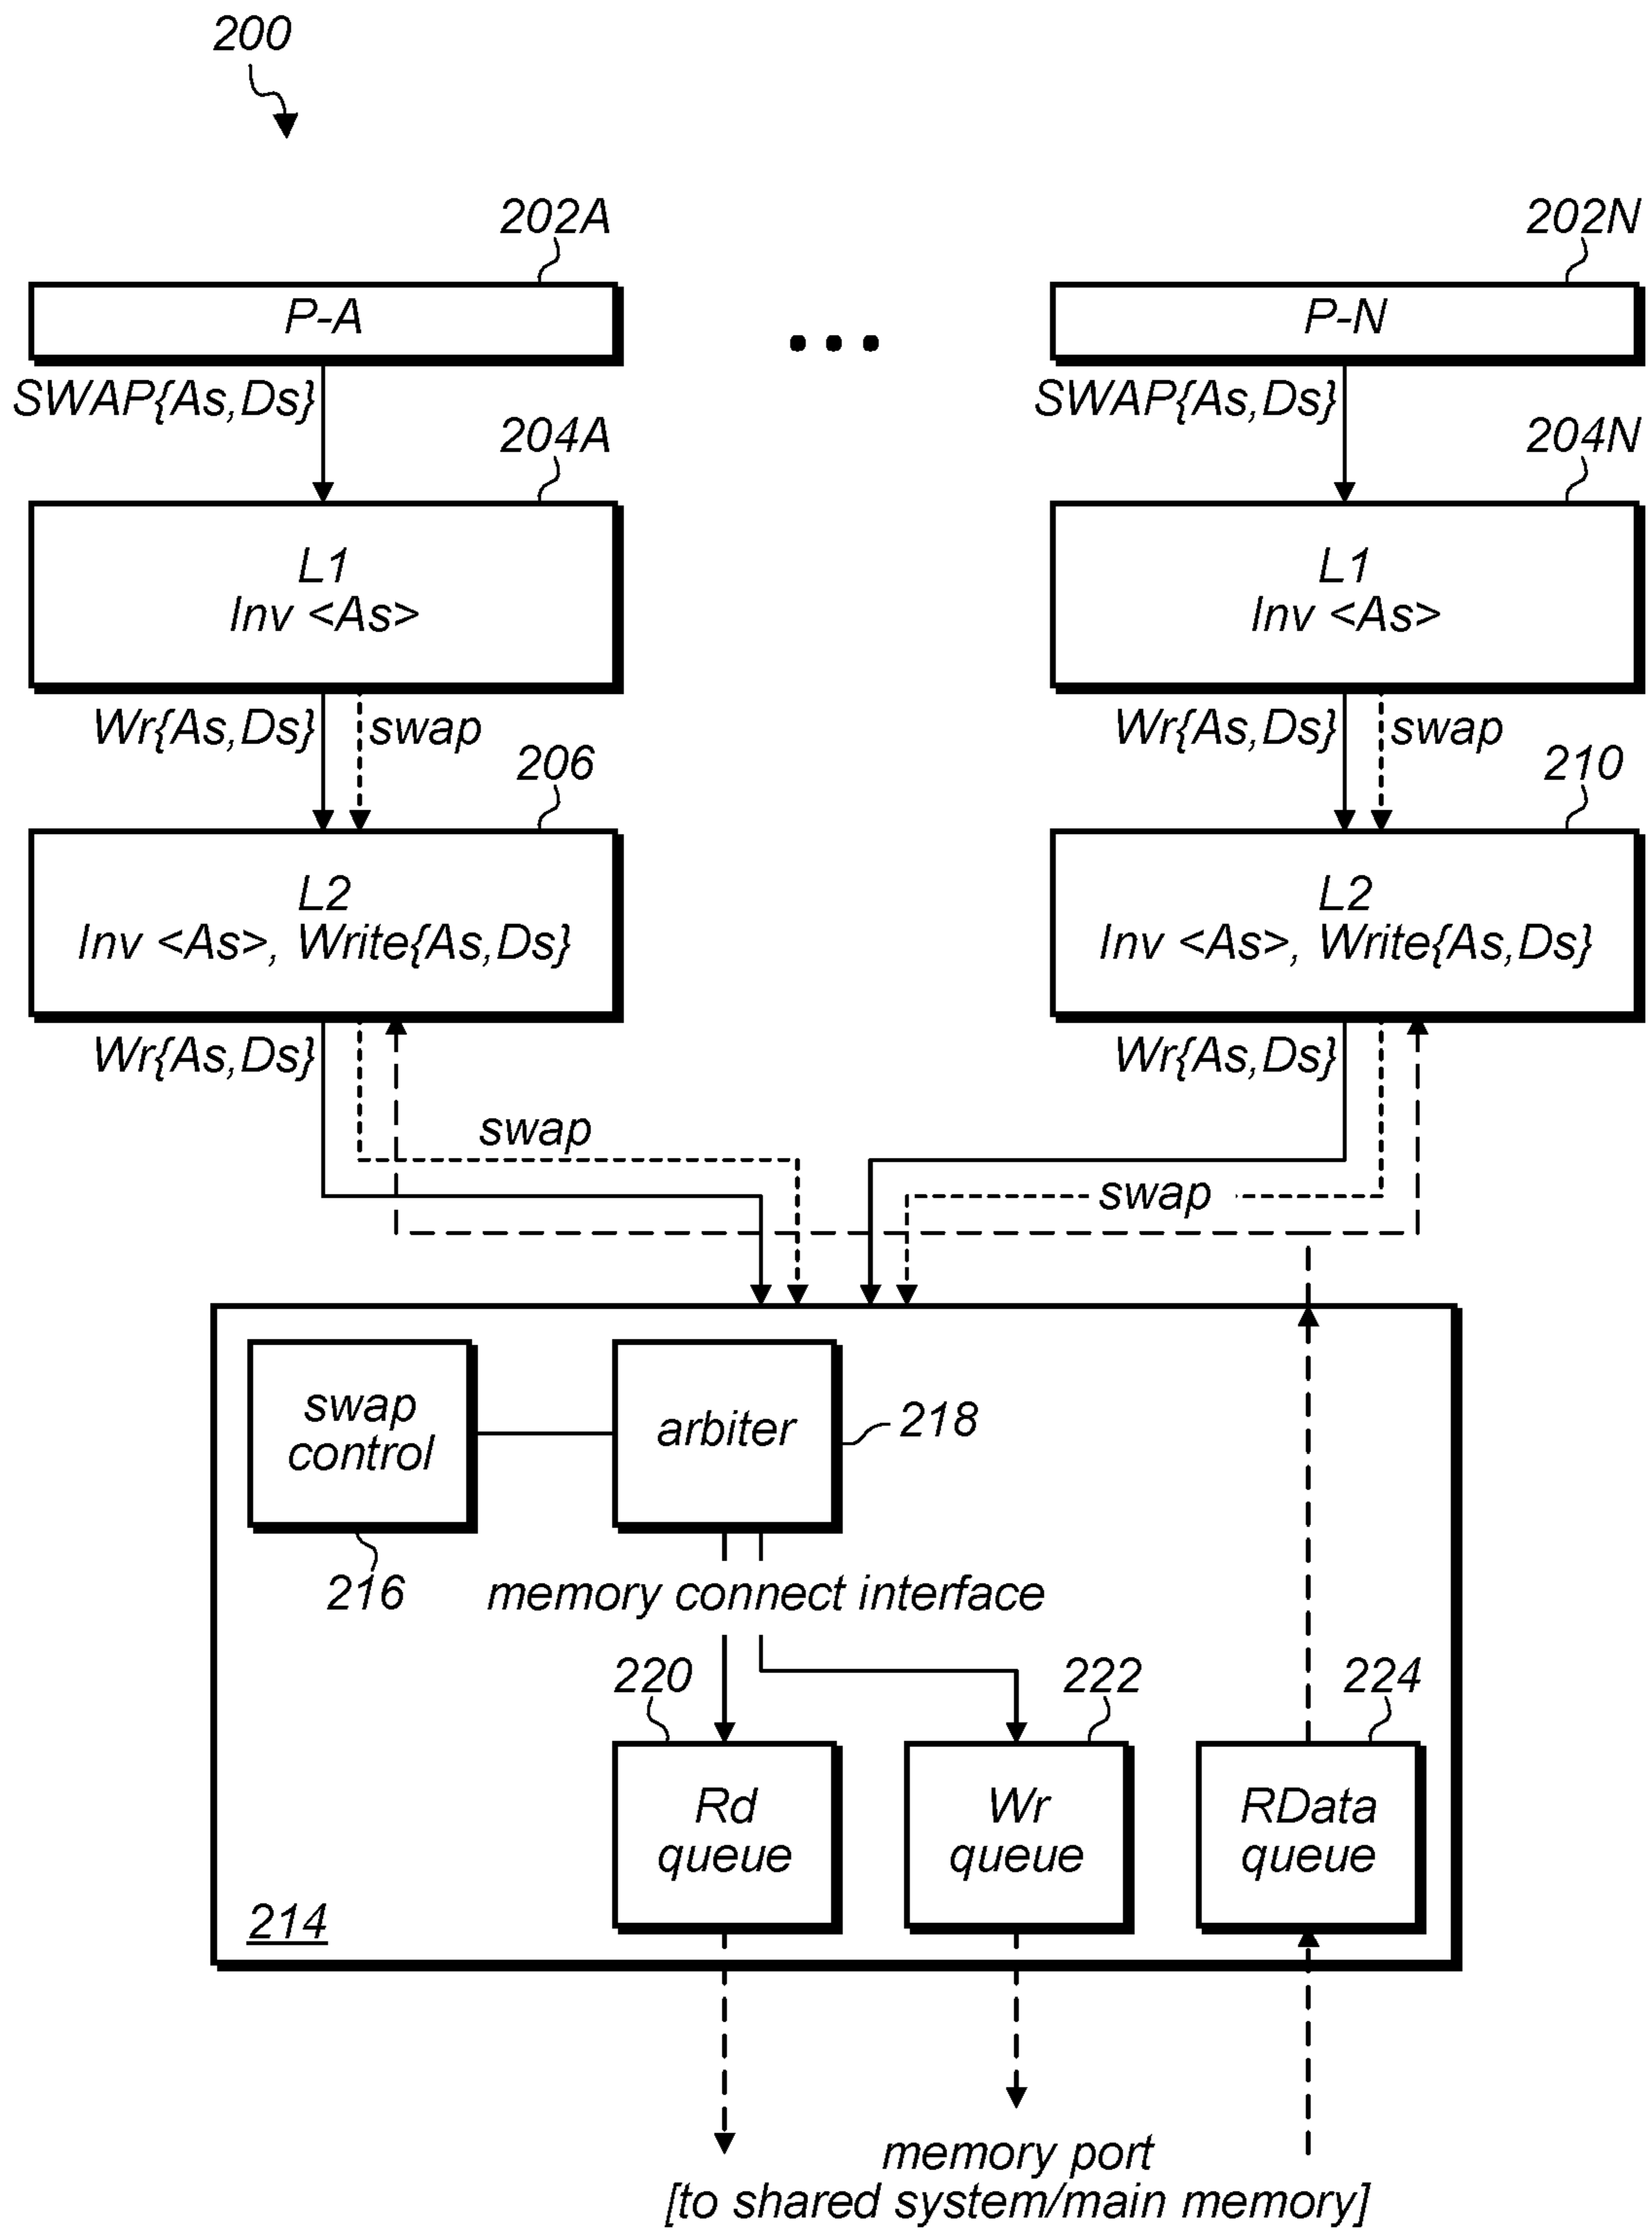 200
202A
202N
P-A
P-N
SWAP{As,Ds}
SWAP{As,Ds}
204A
204N
L1
Inv <As>
L1
Inv <As>
Wr{As,Ds}
swap
Wr{As,Ds}
swap
206
210
L2
Inv <As>, Write{As,Ds}
L2
Inv <As>, Write{As,Ds}
Wr{As,Ds}
Wr{As,Ds}
swap
swap
swap
control
arbiter
218
216
memory connect interface
220
222
224
Rd
queue
Wr
queue
RData
queue
214
memory port
[to shared system/main memory]